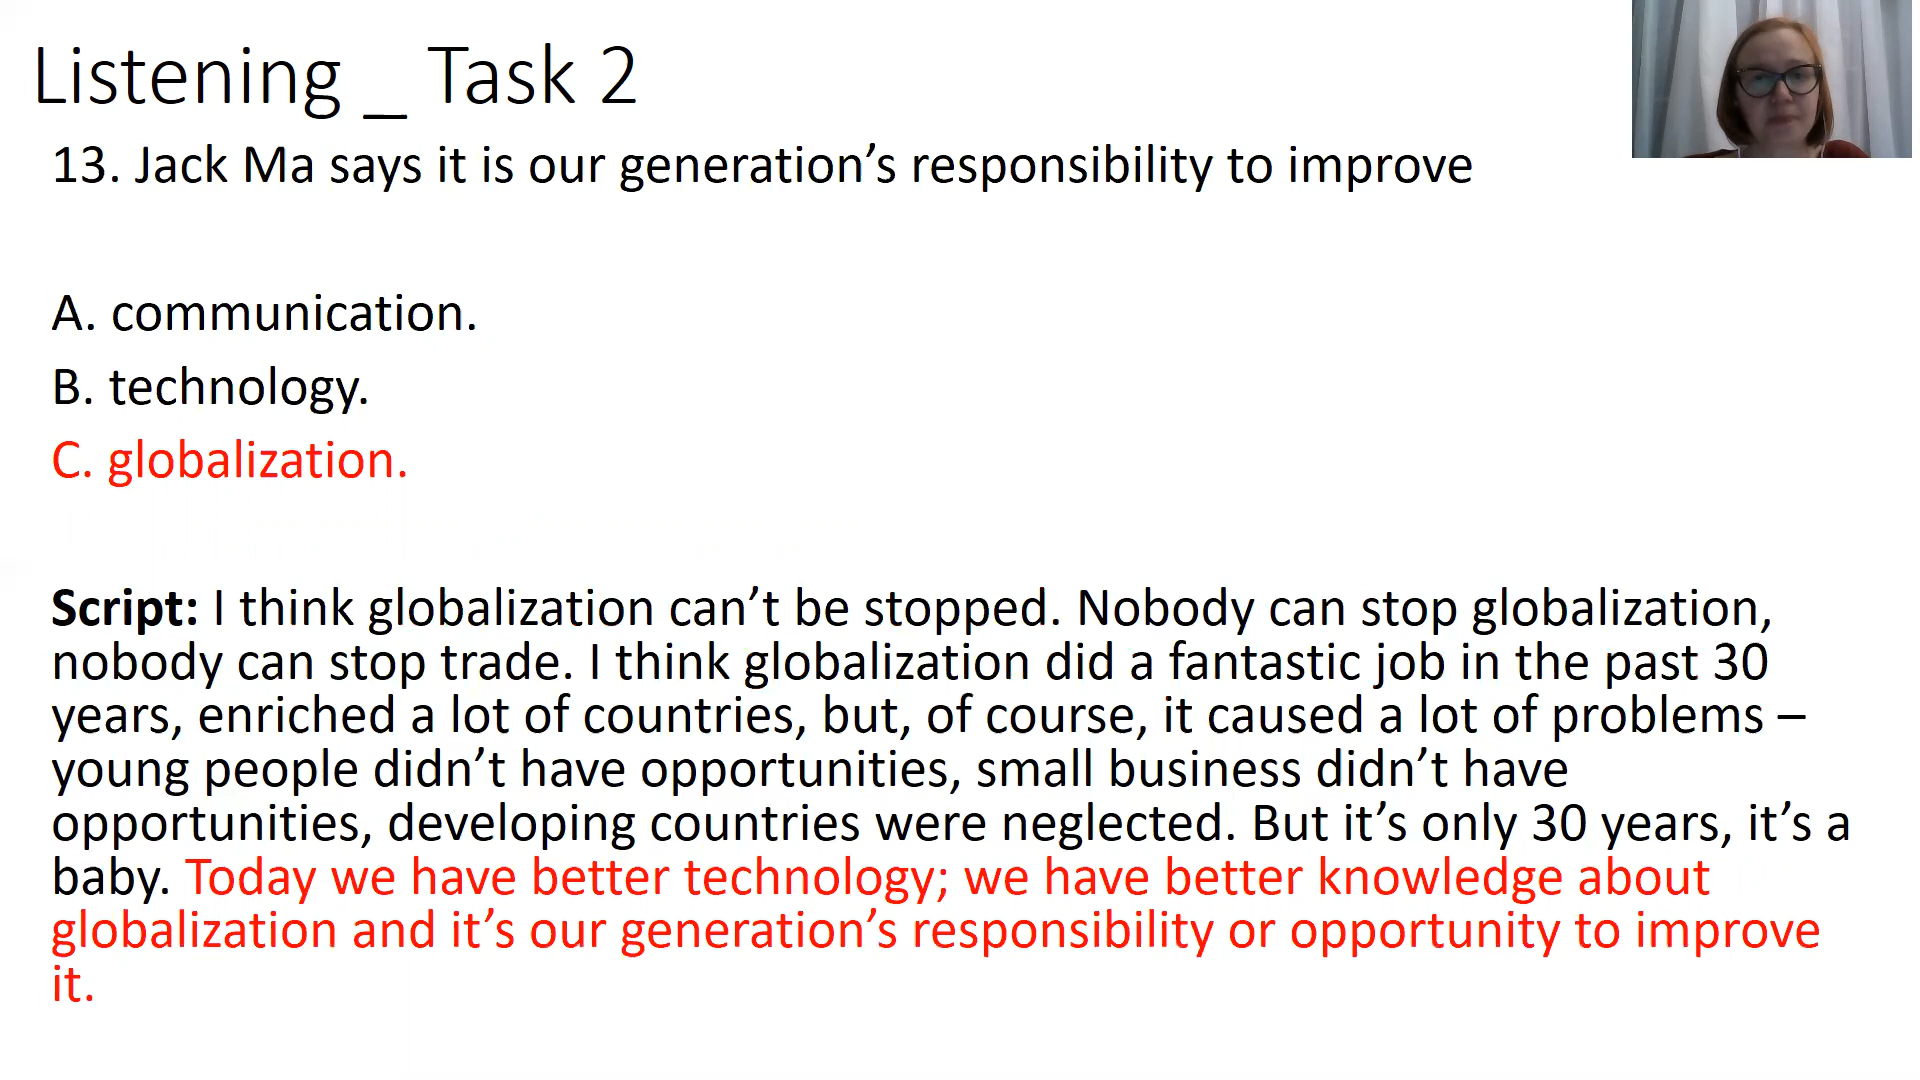 Listening _ Task 2
13. Jack Ma says it is our generation’s responsibility to improve
A. communication.
B. technology.
C. globalization.
Script: I think globalization can’t be stopped. Nobody can stop globalization,
nobody can stop trade. I think globalization did a fantastic job in the past 30
years, enriched a lot of countries, but, of course, it caused a lot of problems –
young people didn’t have opportunities, small business didn’t have
opportunities, developing countries were neglected. But it’s only 30 years, it’s a
baby. Today we have better technology; we have better knowledge about
globalization and it’s our generation’s responsibility or opportunity to improve
it.